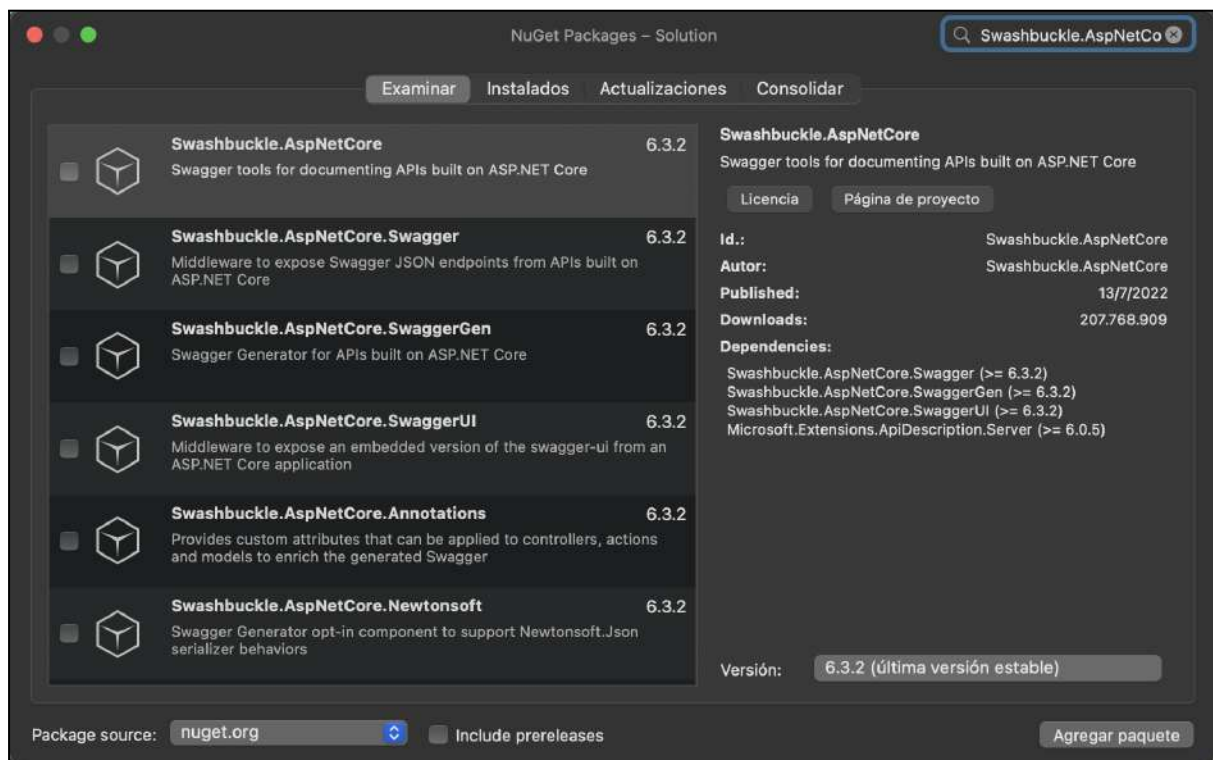 NuGet Packages – Solution
Swashbuckle.AspNetCo
Examinar Instalados Actualizaciones Consolidar
Swashbuckle.AspNetCore 6.3.2
Swagger tools for documenting APIs built on ASP.NET Core
Swashbuckle.AspNetCore.Swagger 6.3.2
Middleware to expose Swagger JSON endpoints from APIs built on
ASP.NET Core
Swashbuckle.AspNetCore.SwaggerGen 6.3.2
Swagger Generator for APIs built on ASP.NET Core
Swashbuckle.AspNetCore.SwaggerUI 6.3.2
Middleware to expose an embedded version of the swagger-ui from an
ASP.NET Core application
Swashbuckle.AspNetCore.Annotations 6.3.2
Provides custom attributes that can be applied to controllers, actions
and models to enrich the generated Swagger
Swashbuckle.AspNetCore.Newtonsoft 6.3.2
Swagger Generator opt-in component to support Newtonsoft.Json
serializer behaviors
Swashbuckle.AspNetCore
Swagger tools for documenting APIs built on ASP.NET Core
Licencia Página de proyecto
Id.: Swashbuckle.AspNetCore
Autor: Swashbuckle.AspNetCore
Published: 13/7/2022
Downloads: 207.768.909
Dependencies:
Swashbuckle.AspNetCore.Swagger (>= 6.3.2)
Swashbuckle.AspNetCore.SwaggerGen (>= 6.3.2)
Swashbuckle.AspNetCore.SwaggerUI (>= 6.3.2)
Microsoft.Extensions.ApiDescription.Server (>= 6.0.5)
Versión: 6.3.2 (última versión estable)
Package source: nuget.org Include prereleases Agregar paquete